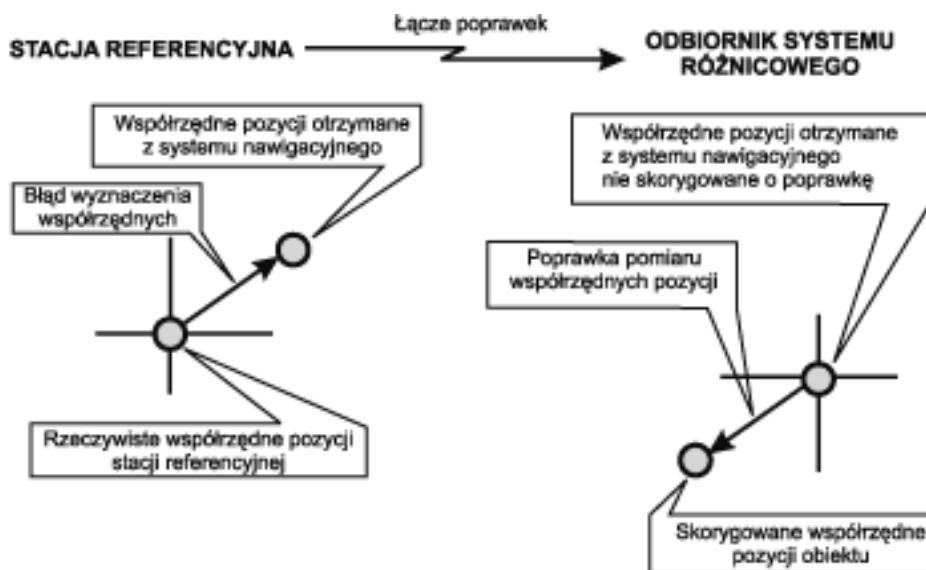 Łącze poprawek
STACJA REFERENCYJNA
ODBIORNIK SYSTEMU
RÓŻNICOWEGO
Współrzędne pozycji otrzymane
z systemu nawigacyjnego
Błąd wyznaczenia
współrzędnych
Rzeczywiste współrzędne pozycji
stacji referencyjnej
Współrzędne pozycji otrzymane
z systemu nawigacyjnego
nie skorygowane o poprawkę
Poprawka pomiaru
współrzędnych pozycji
Skorygowane współrzędne
pozycji obiektu